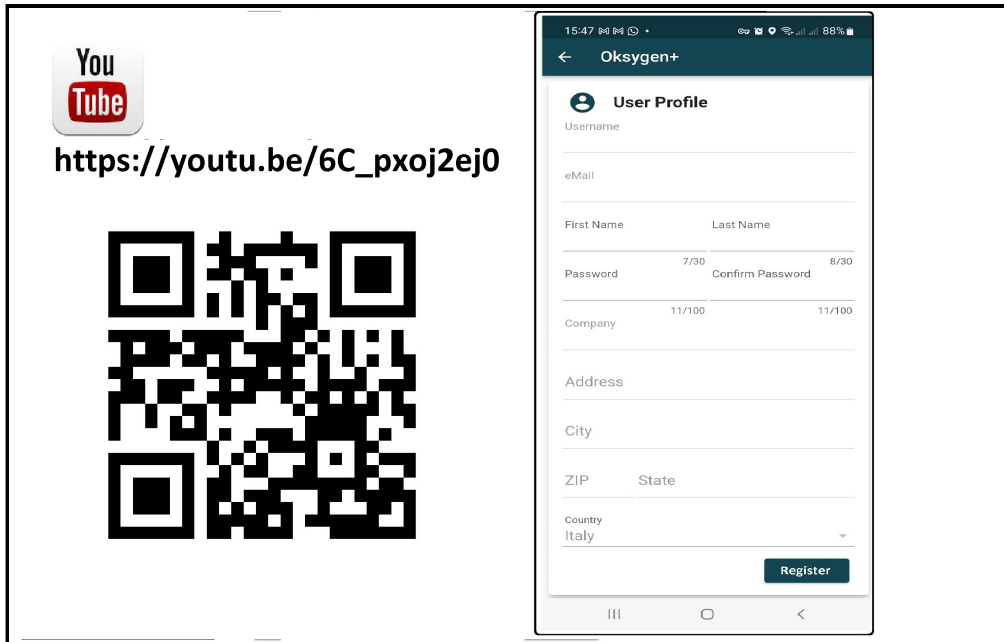 You
Tube
https://youtu.be/6C_pxoj2ej0
15:47 88%
Oksygen+
User Profile
Username
eMail
First Name Last Name
7/30 8/30
Password Confirm Password
11/100 11/100
Company
Address
City
ZIP State
Country
Italy
Register